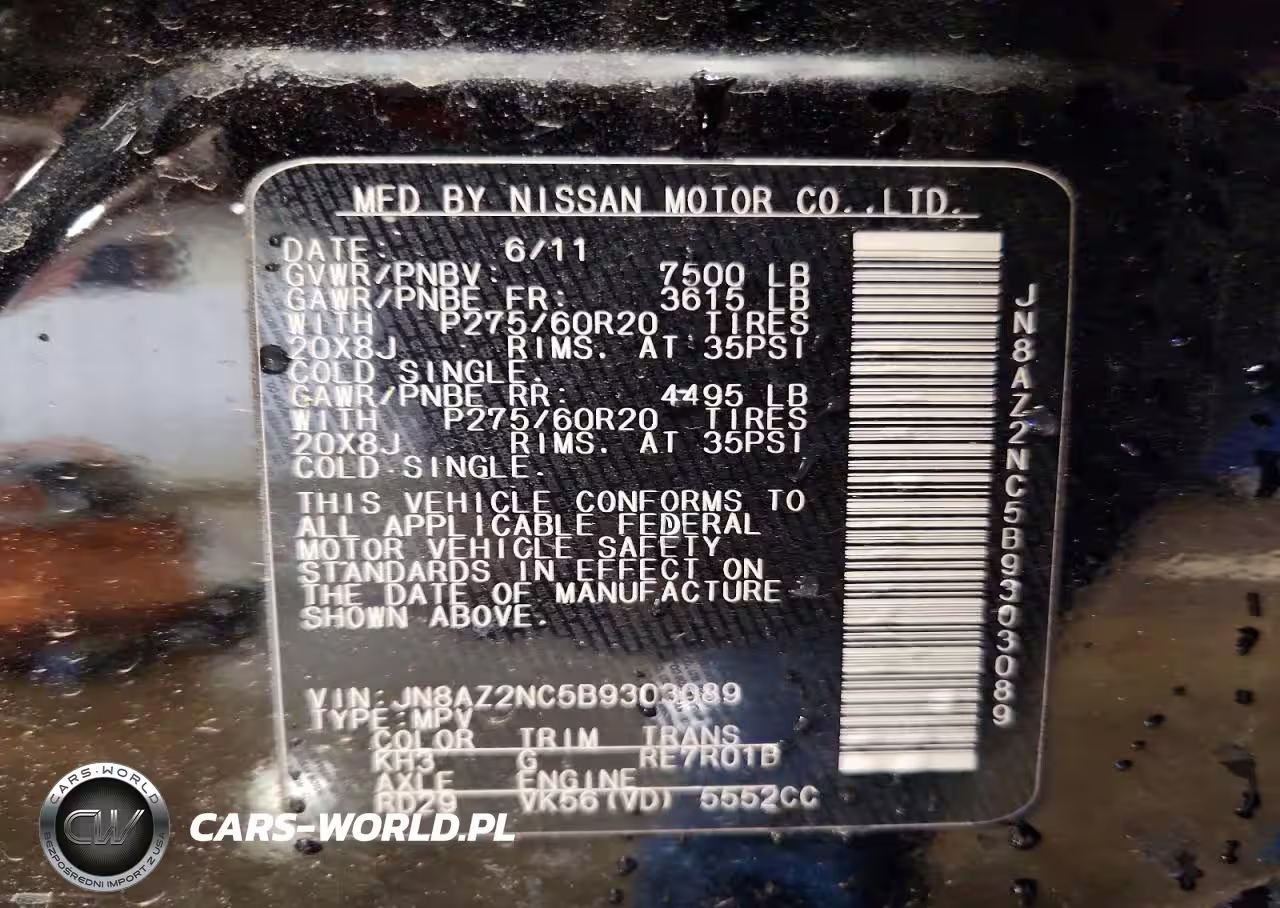 MFD BY NISSAN MOTOR CO.,LTD.
DATE: 6/11
GVWR/PNBV: 7500 LB
GAWR/PNBE FR: 3615 LB
WITH P275/60R20 TIRES
20X8J RIMS. AT 35PSI
COLD SINGLE.
GAWR/PNBE RR: 4495 LB
WITH P275/60R20 TIRES
20X8J RIMS. AT 35PSI
COLD SINGLE.
THIS VEHICLE CONFORMS TO
ALL APPLICABLE FEDERAL
MOTOR VEHICLE SAFETY
STANDARDS IN EFFECT ON
THE DATE OF MANUFACTURE
SHOWN ABOVE.
VIN:JN8AZ2NC5B9303089
TYPE:MPV
COLOR TRIM TRANS
KH3 G RE7R01B
AXLE ENGINE
RD29 VK56(VD) 5552CC
JN8AZ2NC5B9303089
CARS-WORLD
CW
BEZPOŚREDNI IMPORT Z USA
CARS-WORLD.PL